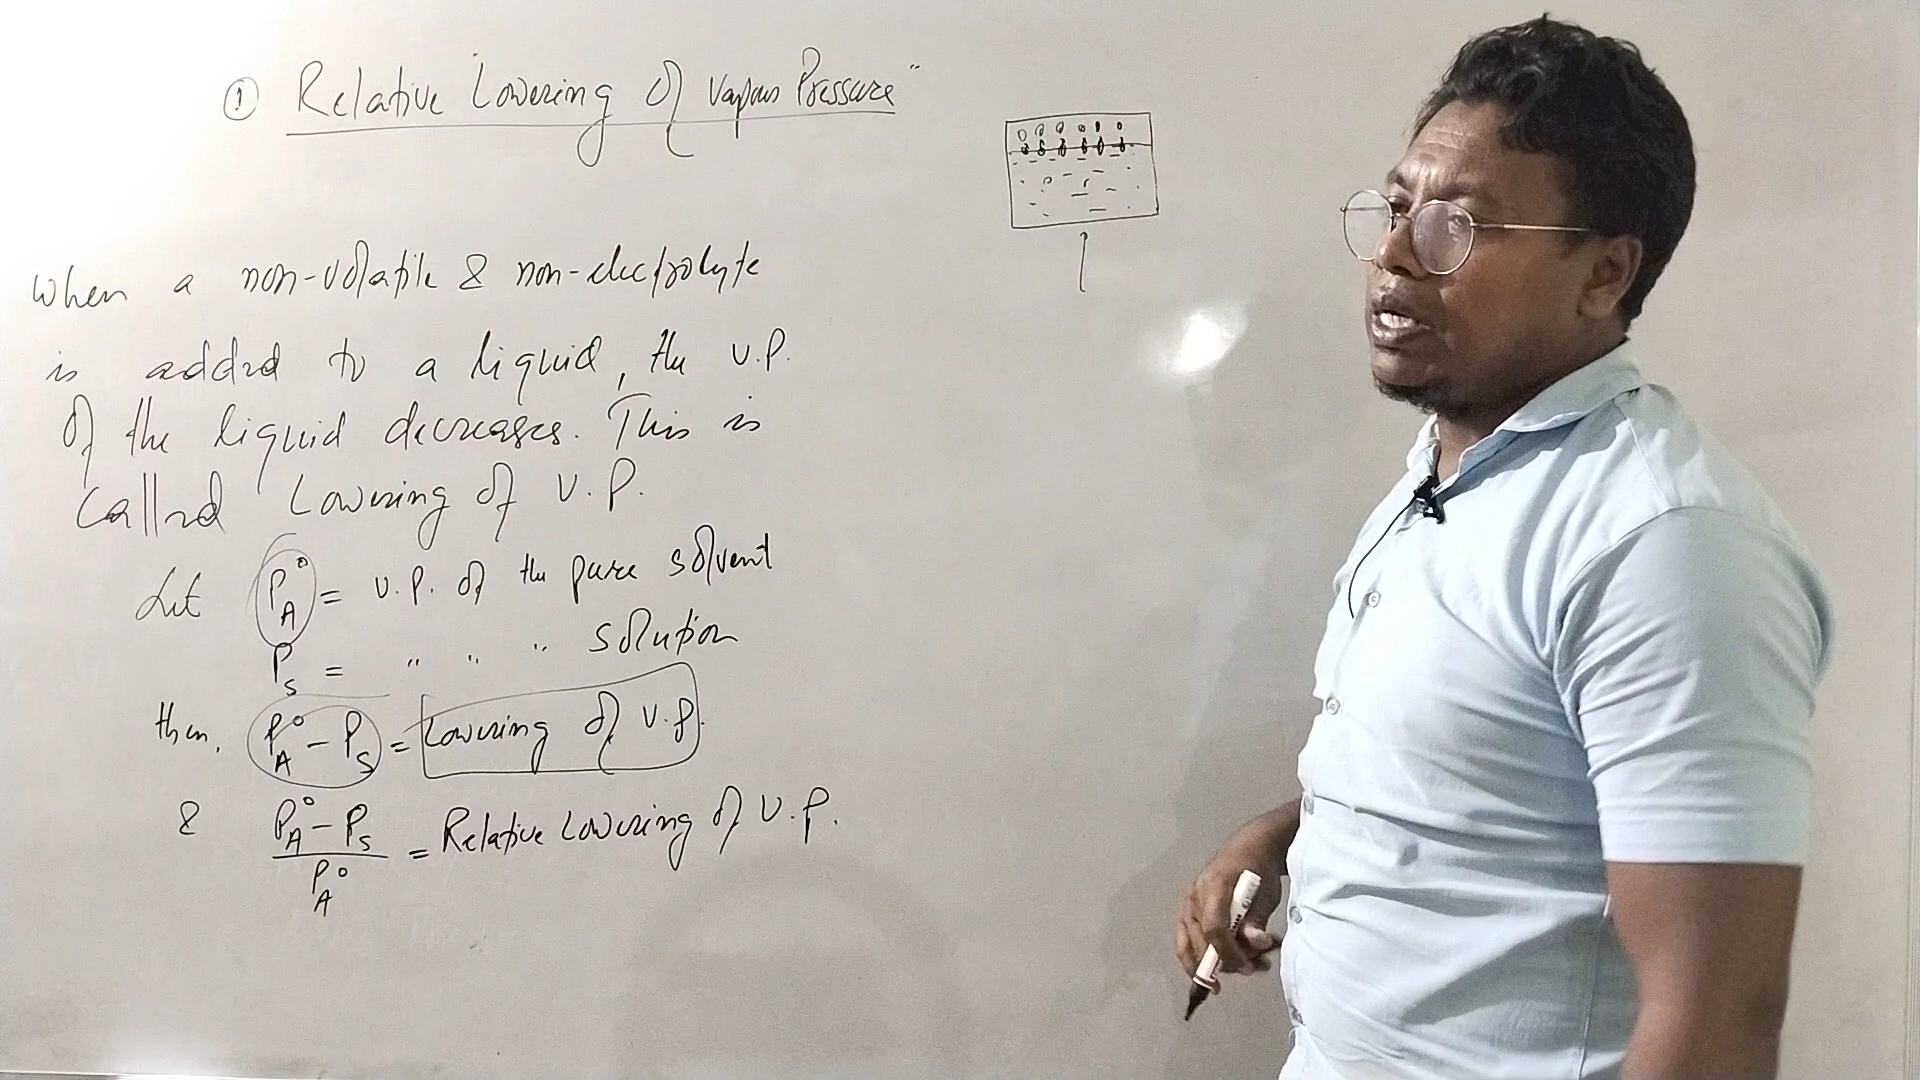 ① Relative Lowering of Vapour Pressure"
When a non-volatile & non-electrolyte
is added to a liquid, the v.P.
of the liquid decreases. This is
called Lowering of V.P.
Let P°A = v.P. of the pure solvent
Ps = " " " solution
then, P°A - Ps = Lowering of v.P.
& P°A - Ps / P°A = Relative Lowering of v.P.